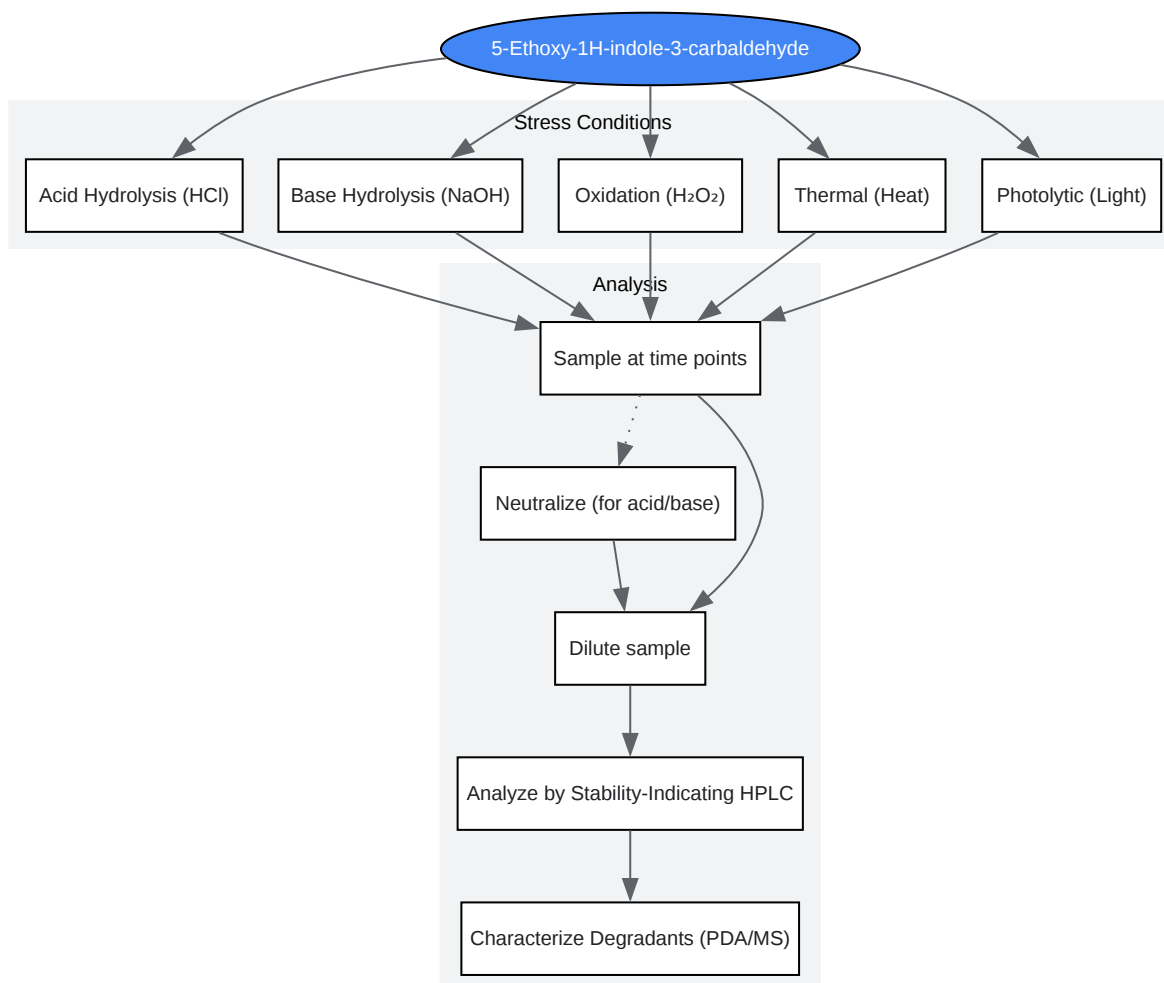 5-Ethoxy-1H-indole-3-carbaldehyde
Stress Conditions
Acid Hydrolysis (HCl)
Base Hydrolysis (NaOH)
Oxidation (H₂O₂)
Thermal (Heat)
Photolytic (Light)
Analysis
Sample at time points
Neutralize (for acid/base)
Dilute sample
Analyze by Stability-Indicating HPLC
Characterize Degradants (PDA/MS)